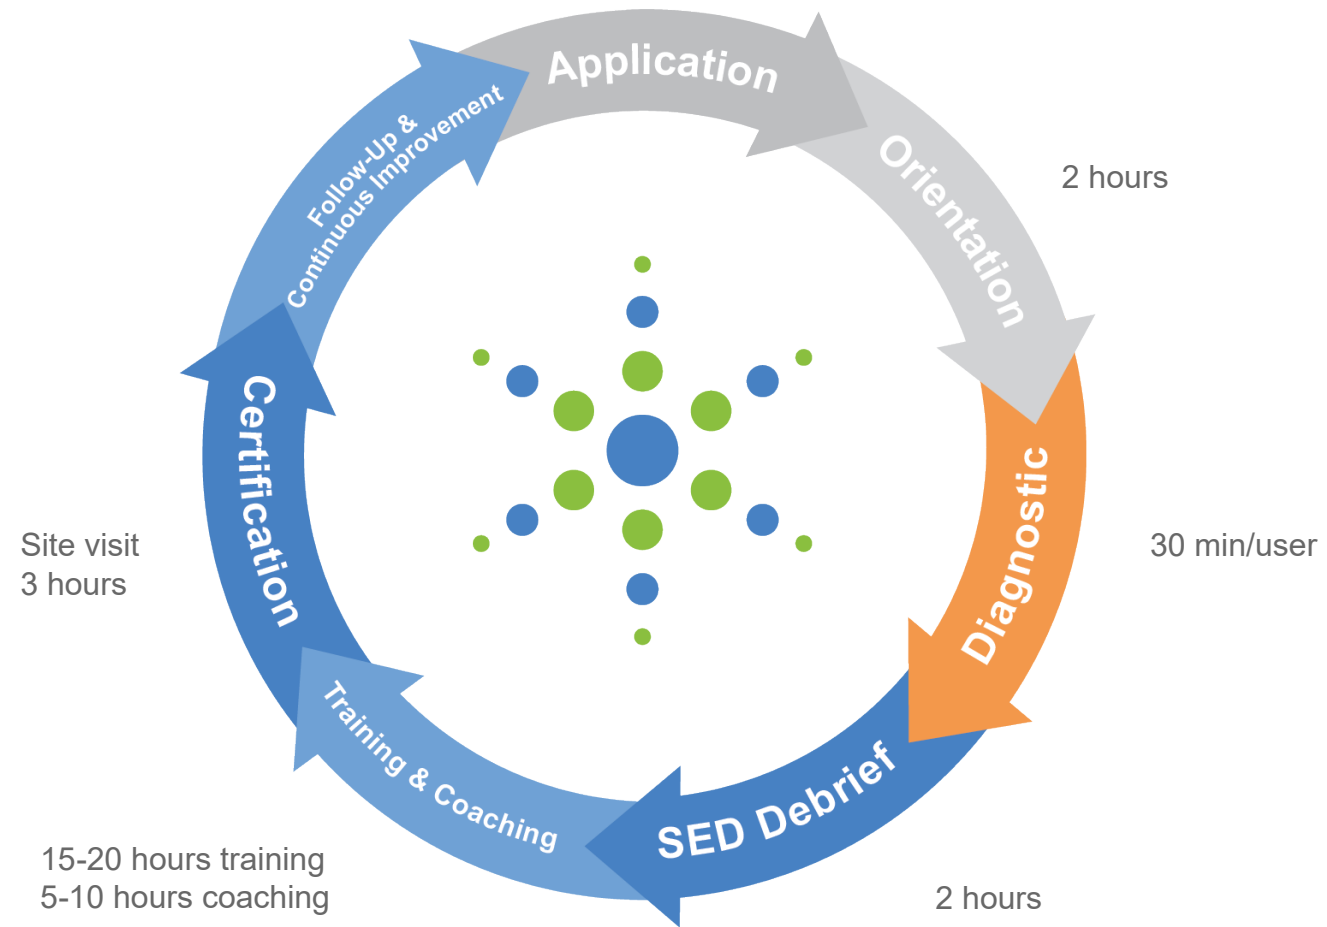 Application
Orientation
2 hours
Diagnostic
30 min/user
SED Debrief
2 hours
Training & Coaching
15-20 hours training
5-10 hours coaching
Certification
Site visit
3 hours
Follow-Up &
Continuous Improvement